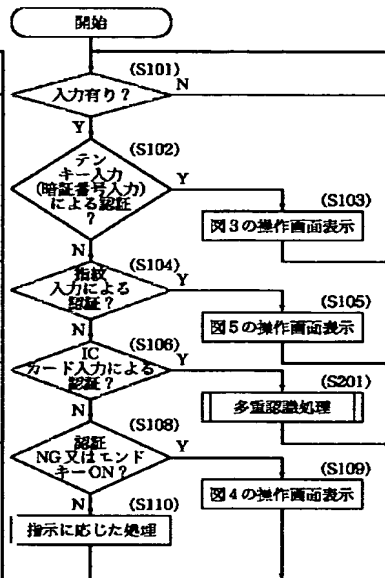 開始
(S101)
入力有り？
N
Y
(S102)
テン
キー入力
(暗証番号入力)
による認証
？
Y
(S103)
図3の操作画面表示
N
(S104)
指紋
入力による
認証？
Y
(S105)
図5の操作画面表示
N
(S106)
IC
カード入力による
認証？
Y
(S201)
多重認識処理
N
(S108)
認証
NG又はエンド
キーON？
Y
(S109)
図4の操作画面表示
N
(S110)
指示に応じた処理